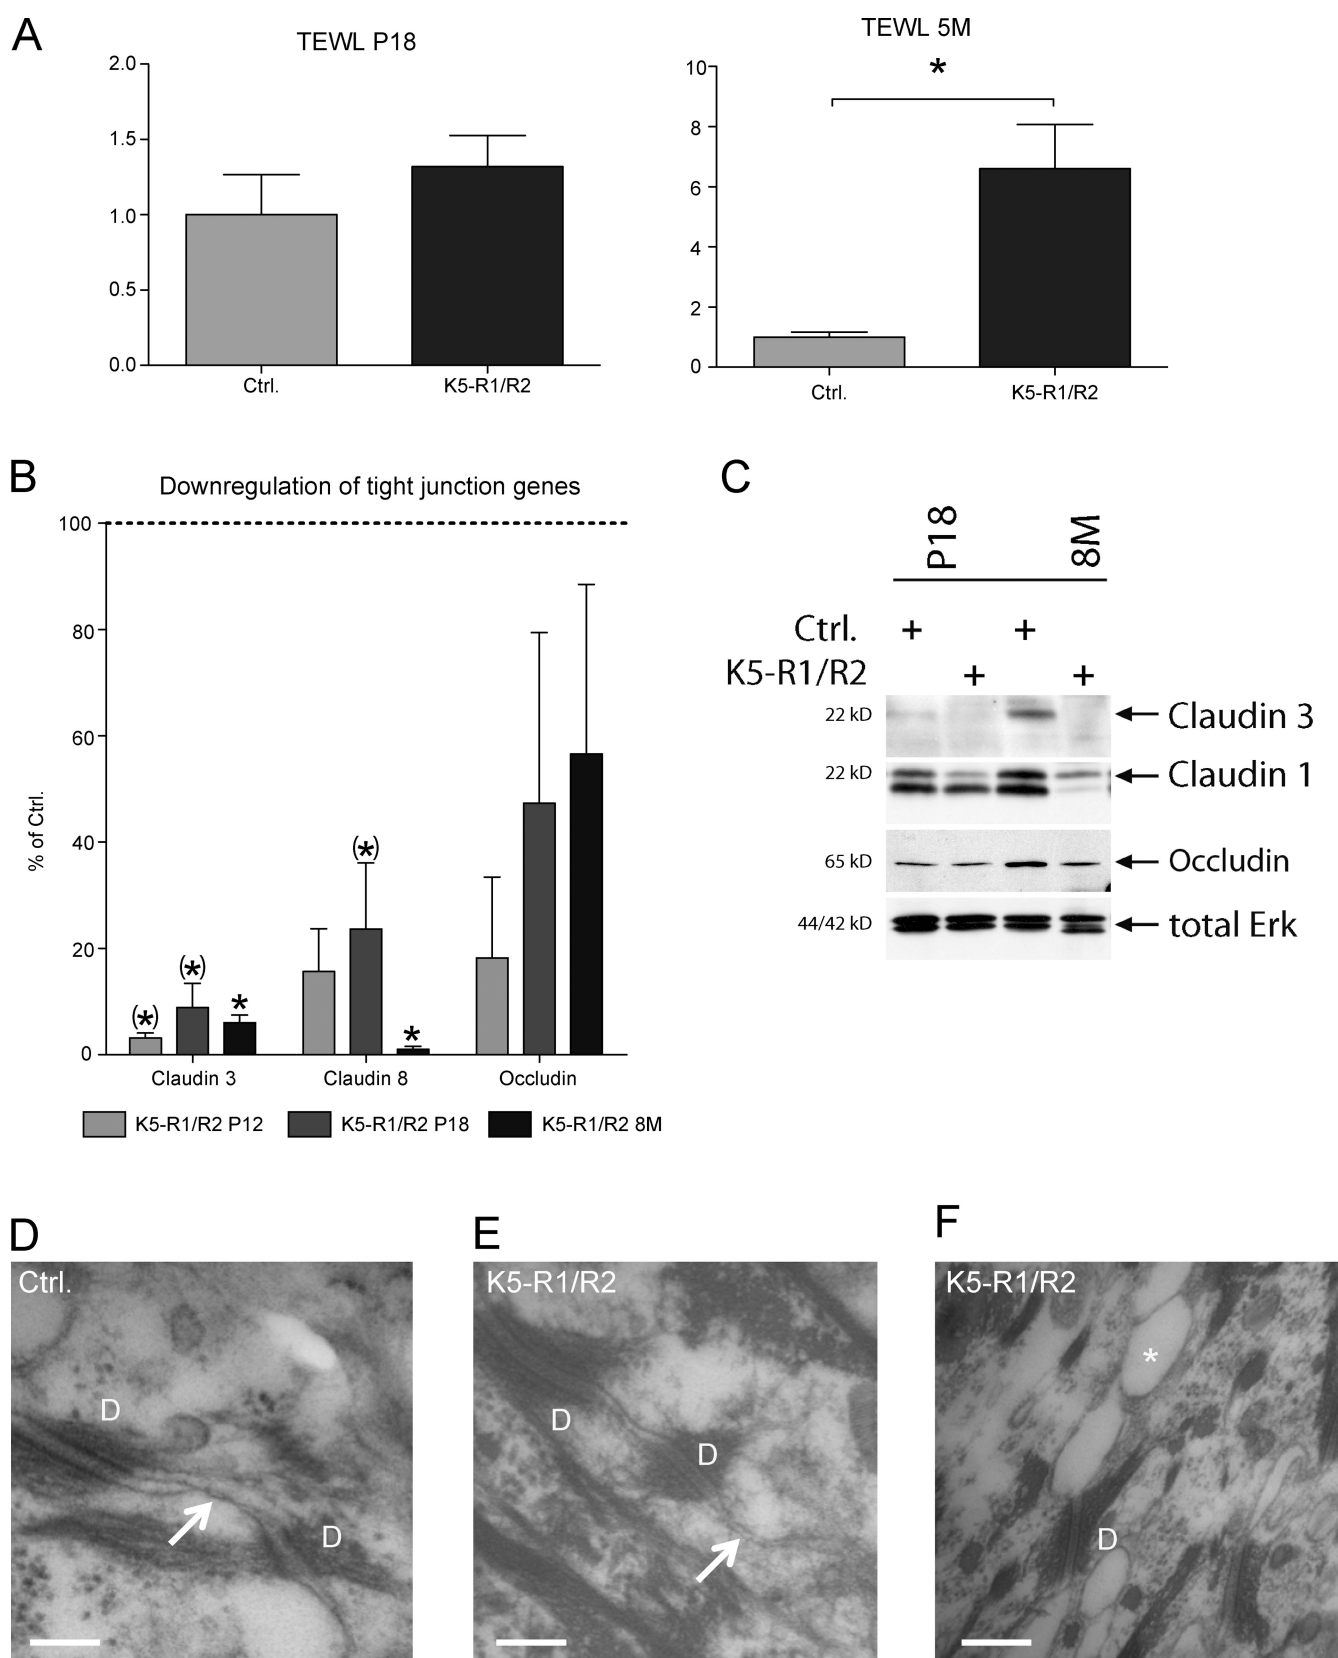 A
TEWL P18
2.0
1.5
1.0
0.5
0.0
Ctrl.
K5-R1/R2
TEWL 5M
*
10
8
6
4
2
0
Ctrl.
K5-R1/R2
B
Downregulation of tight junction genes
100
80
60
40
20
0
% of Ctrl.
(*)
(*)
*
(*)
*
Claudin 3
Claudin 8
Occludin
K5-R1/R2 P12
K5-R1/R2 P18
K5-R1/R2 8M
C
P18
8M
Ctrl. + +
K5-R1/R2 + +
22 kD Claudin 3
22 kD Claudin 1
65 kD Occludin
44/42 kD total Erk
D
Ctrl.
D
D
E
K5-R1/R2
D
D
F
K5-R1/R2
*
D